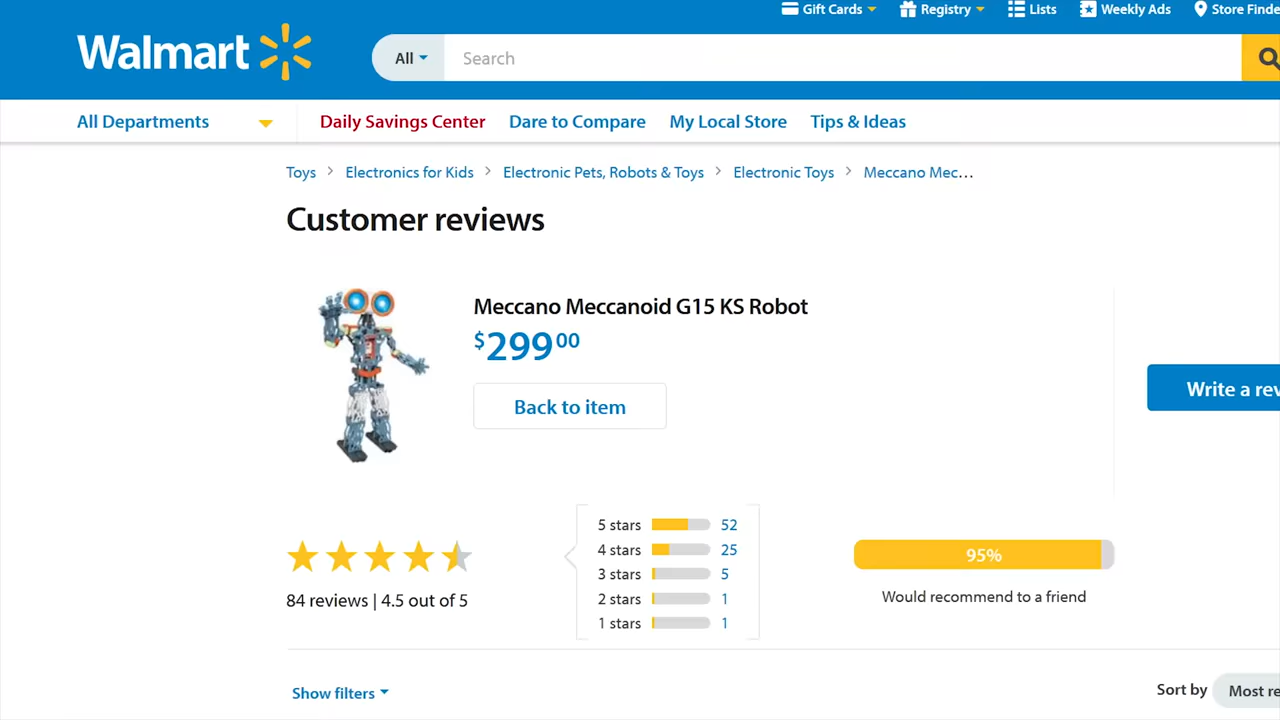 Gift Cards Registry Lists Weekly Ads Store Finde
Walmart All Search
All Departments Daily Savings Center Dare to Compare My Local Store Tips & Ideas
Toys > Electronics for Kids > Electronic Pets, Robots & Toys > Electronic Toys > Meccano Mec...
Customer reviews
Meccano Meccanoid G15 KS Robot
$299 00
Back to item
Write a rev
5 stars 52
4 stars 25
3 stars 5
2 stars 1
1 stars 1
84 reviews | 4.5 out of 5
95%
Would recommend to a friend
Show filters
Sort by Most re